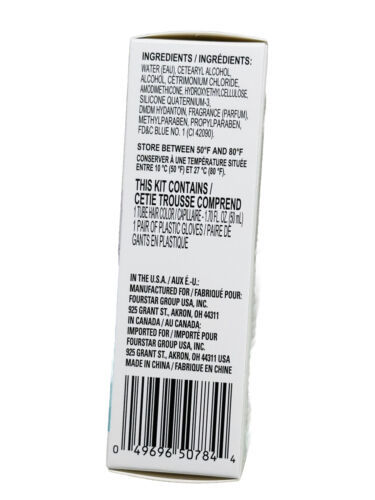 INGREDIENTS / INGRÉDIENTS:
WATER (EAU), CETEARYL ALCOHOL,
ALCOHOL, CETRIMONIUM CHLORIDE,
AMODIMETHICONE, HYDROXYETHYLCELLULOSE,
SILICONE QUATERNIUM-3,
DMDM HYDANTOIN, FRAGRANCE (PARFUM),
METHYLPARABEN, PROPYLPARABEN,
FD&C BLUE NO. 1 (CI 42090).
STORE BETWEEN 50°F AND 80°F
CONSERVER À UNE TEMPÉRATURE SITUÉE
ENTRE 10 °C (50 °F) ET 27 °C (80 °F).
THIS KIT CONTAINS /
CETIE TROUSSE COMPREND
1 TUBE HAIR COLOR / CAPILLAIRE - 1.70 FL. OZ. (50 mL)
1 PAIR OF PLASTIC GLOVES / PAIRE DE
GANTS EN PLASTIQUE
IN THE U.S.A. / AUX É.-U.:
MANUFACTURED FOR / FABRIQUÉ POUR:
FOURSTAR GROUP USA, INC.
925 GRANT ST., AKRON, OH 44311
IN CANADA / AU CANADA:
IMPORTED FOR / IMPORTÉ POUR
FOURSTAR GROUP USA, INC.
925 GRANT ST., AKRON, OH 44311 USA
MADE IN CHINA / FABRIQUÉ EN CHINE
0 49696 50784 4